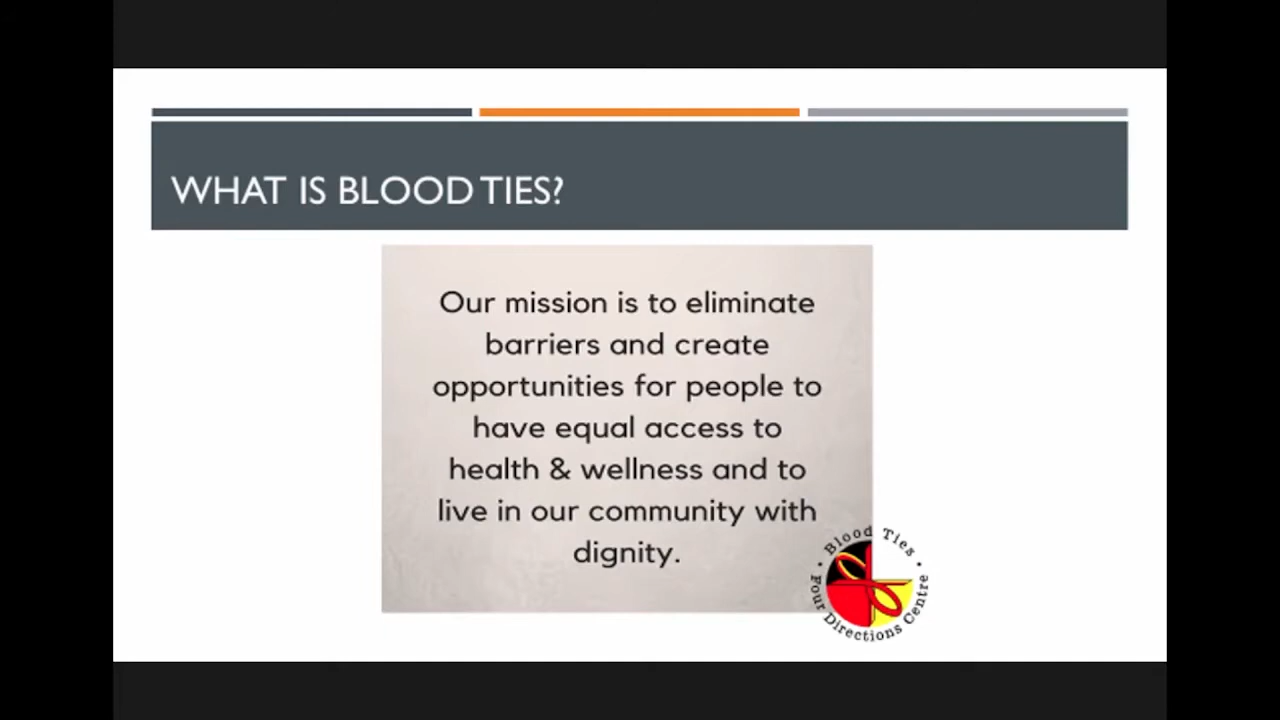 WHAT IS BLOOD TIES?
Our mission is to eliminate
barriers and create
opportunities for people to
have equal access to
health & wellness and to
live in our community with
dignity.
• Blood Ties •
Four Directions Centre